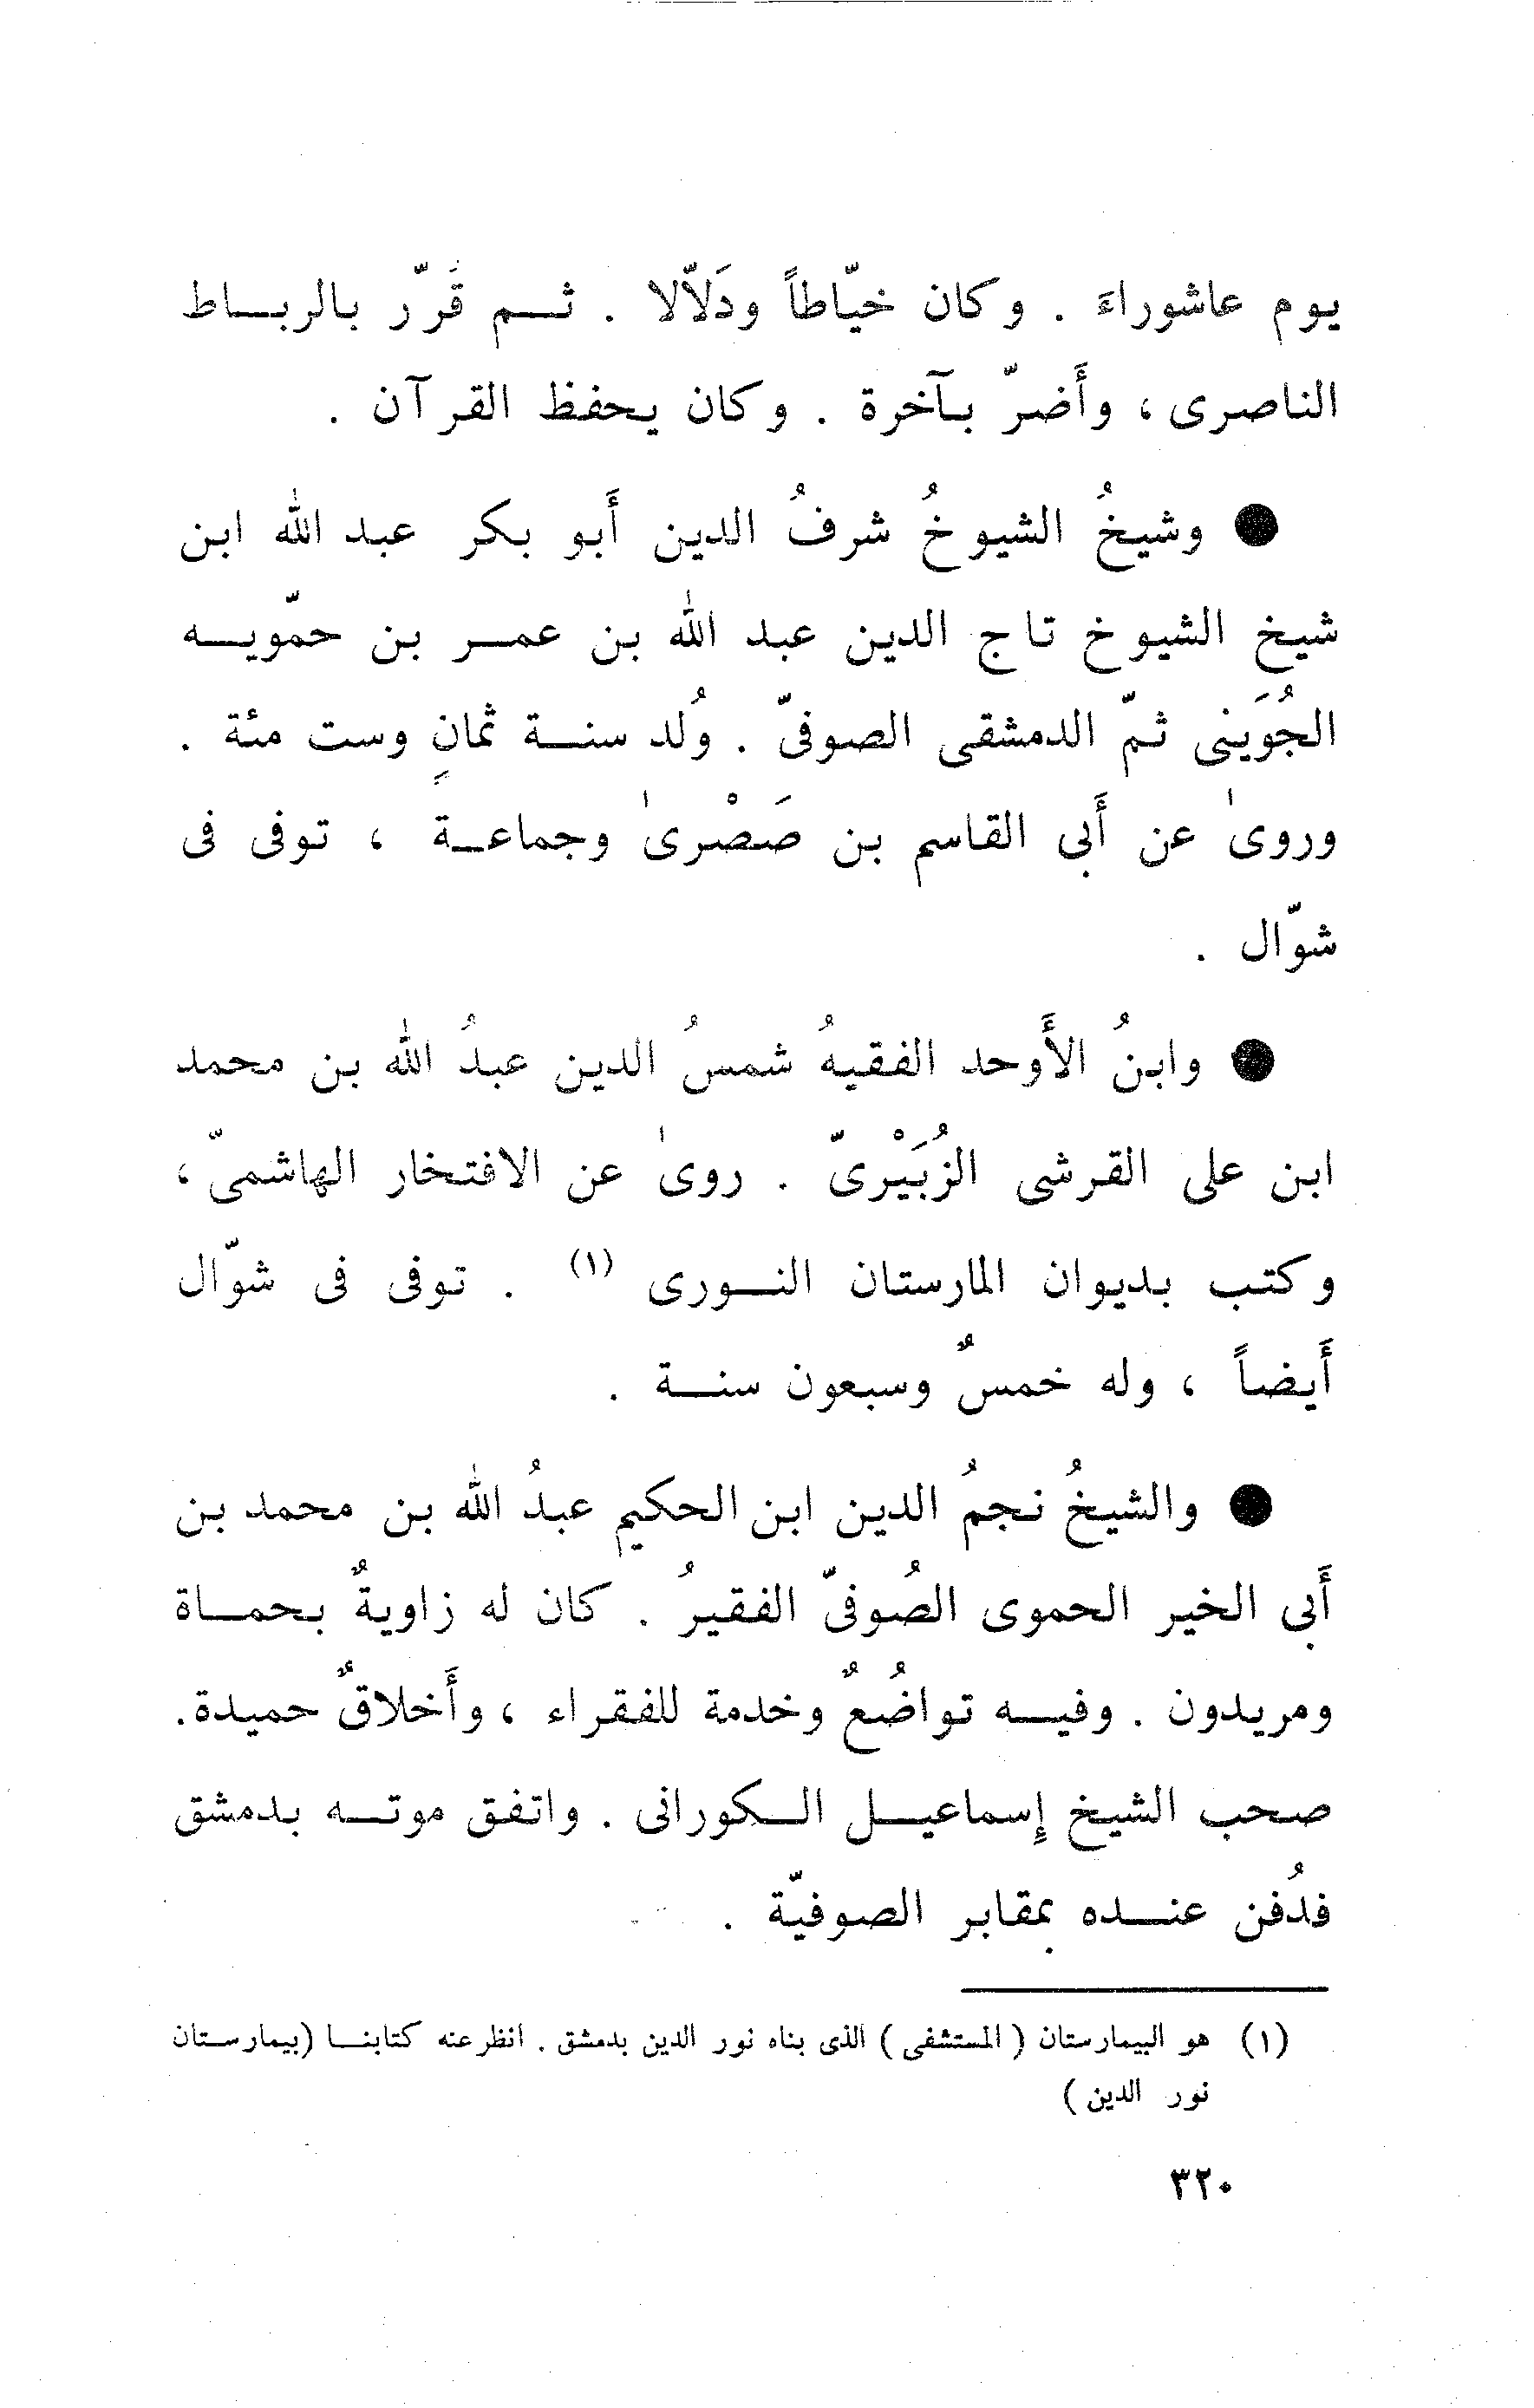 يوم عاشوراءَ . وكان خيّاطاً ودَلاّلا . ثم قُرّر بالرباط
الناصرى ، وأَضرّ بآخرة . وكان يحفظ القرآن .
● وشيخُ الشيوخُ شرفُ الدين أَبو بكر عبد الله ابن
شيخ الشيوخ تاج الدين عبد الله بن عمر بن حمّويه
الجُوَينى ثمّ الدمشقى الصوفىّ . وُلد سنة ثمانٍ وست مئة .
وروىٰ عن أَبى القاسم بن صَصْرىٰ وجماعة ، توفى فى
شوّال .
● وابنُ الأَوحد الفقيهُ شمسُ الدين عبدُ الله بن محمد
ابن على القرشى الزُبَيْرىّ . روىٰ عن الافتخار الهاشمىّ ،
وكتب بديوان المارستان النورى (١) . توفى فى شوّال
أَيضاً ، وله خمسٌ وسبعون سنة .
● والشيخُ نجمُ الدين ابن الحكيم عبدُ الله بن محمد بن
أَبى الخير الحموى الصُوفىّ الفقيرُ . كان له زاويةٌ بحماة
ومريدون . وفيه تواضُعٌ وخدمة للفقراء ، وأَخلاقٌ حميدة.
صحب الشيخ إسماعيل الكورانى . واتفق موته بدمشق
فدُفن عنده بمقابر الصوفيّة .
(١) هو البيمارستان ( المستشفى ) الذى بناه نور الدين بدمشق . انظر عنه كتابنا (بيمارستان
نور الدين )
٣٢٠